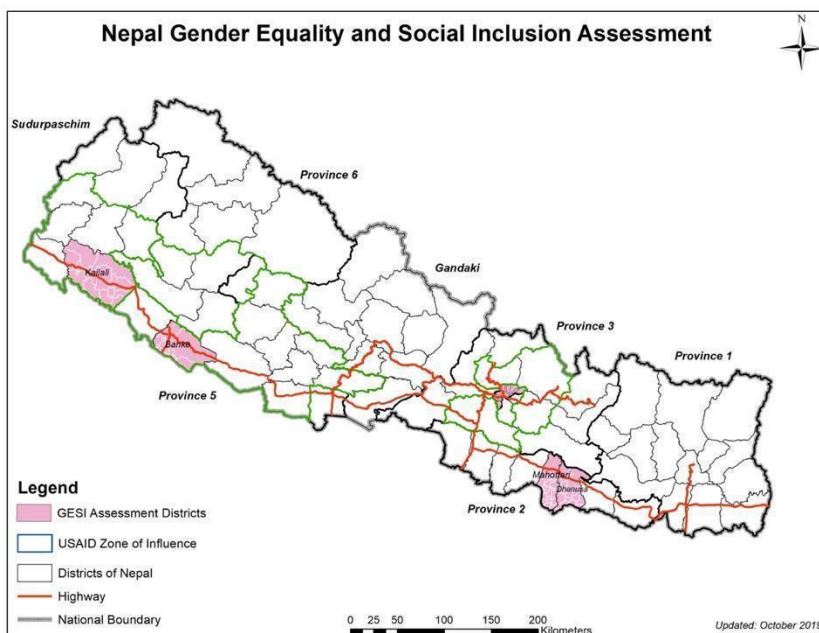 Nepal Gender Equality and Social Inclusion Assessment
N
Sudurpaschim
Province 6
Gandaki
Kailali
Province 3
Province 1
Banke
Province 5
Mahottari
Dhanusa
Province 2
Legend
GESI Assessment Districts
USAID Zone of Influence
Districts of Nepal
Highway
National Boundary
0 25 50 100 150 200
Kilometers
Updated: October 2019